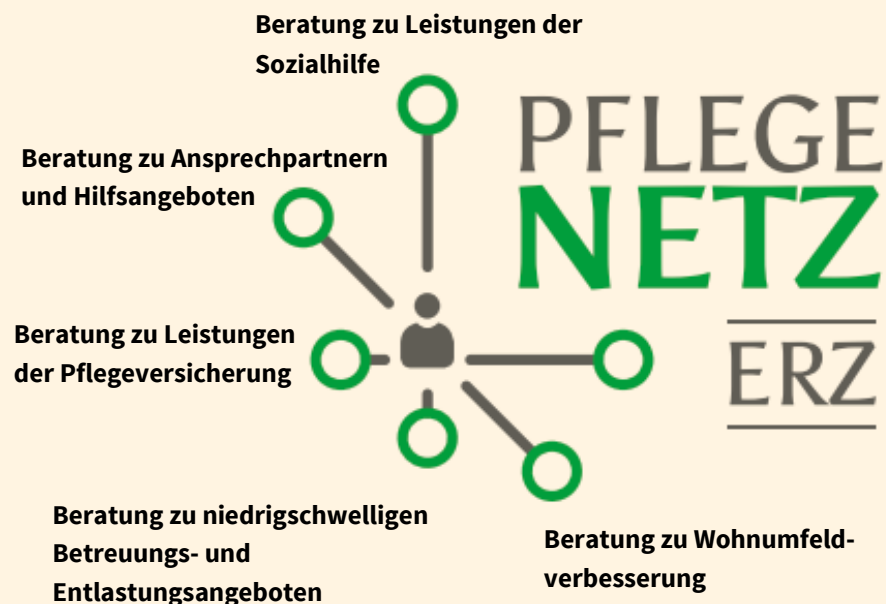 Beratung zu Leistungen der
Sozialhilfe
PFLEGE
NETZ
ERZ
Beratung zu Ansprechpartnern
und Hilfsangeboten
Beratung zu Leistungen
der Pflegeversicherung
Beratung zu niedrigschwelligen
Betreuungs- und
Entlastungsangeboten
Beratung zu Wohnumfeld-
verbesserung